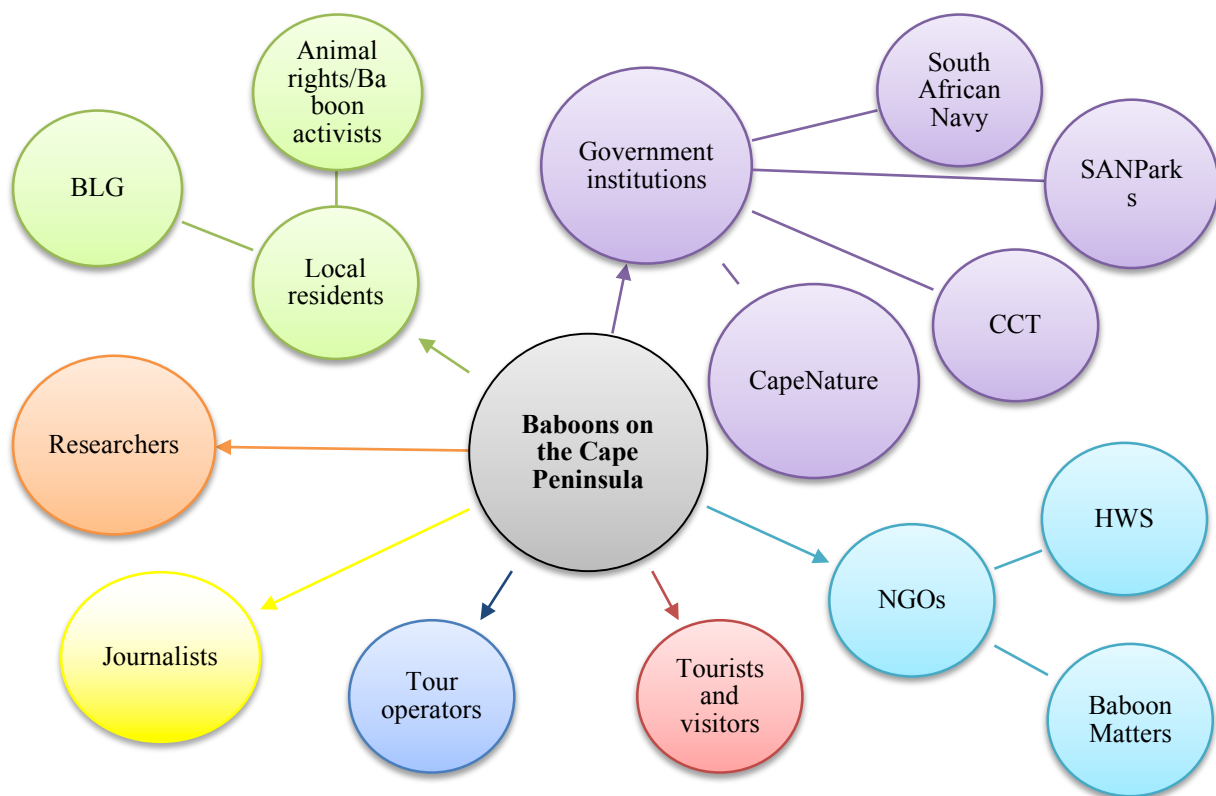 Animal
rights/Ba
boon
activists
BLG
Local
residents
Government
institutions
South
African
Navy
SANPark
s
CCT
CapeNature
Baboons on
the Cape
Peninsula
Researchers
Journalists
Tour
operators
Tourists
and
visitors
NGOs
HWS
Baboon
Matters